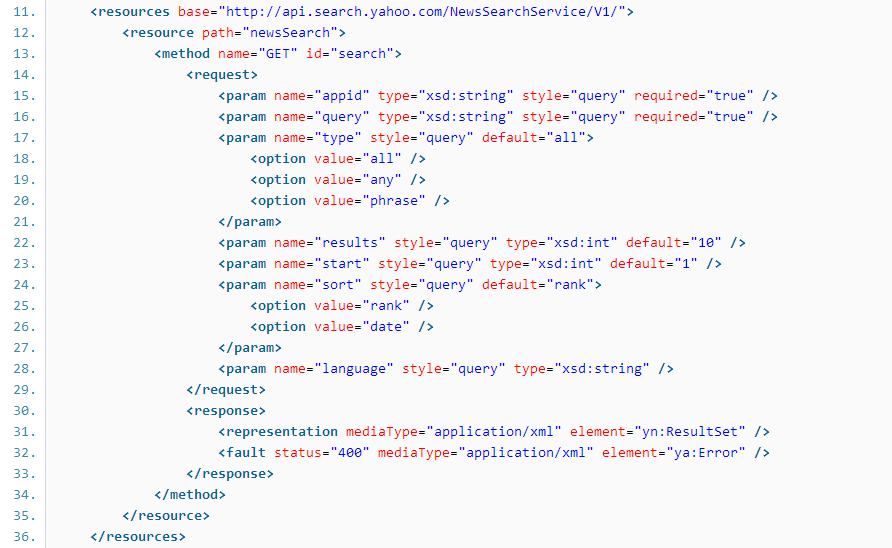 11. <resources base="http://api.search.yahoo.com/NewsSearchService/V1/">
12. <resource path="newsSearch">
13. <method name="GET" id="search">
14. <request>
15. <param name="appid" type="xsd:string" style="query" required="true" />
16. <param name="query" type="xsd:string" style="query" required="true" />
17. <param name="type" style="query" default="all">
18. <option value="all" />
19. <option value="any" />
20. <option value="phrase" />
21. </param>
22. <param name="results" style="query" type="xsd:int" default="10" />
23. <param name="start" style="query" type="xsd:int" default="1" />
24. <param name="sort" style="query" default="rank">
25. <option value="rank" />
26. <option value="date" />
27. </param>
28. <param name="language" style="query" type="xsd:string" />
29. </request>
30. <response>
31. <representation mediaType="application/xml" element="yn:ResultSet" />
32. <fault status="400" mediaType="application/xml" element="ya:Error" />
33. </response>
34. </method>
35. </resource>
36. </resources>